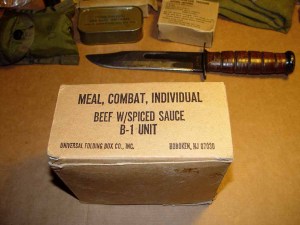 MEAL, COMBAT, INDIVIDUAL
BEEF W/SPICED SAUCE
B-1 UNIT
UNIVERSAL FOLDING BOX CO., INC. HOBOKEN, NJ 07030